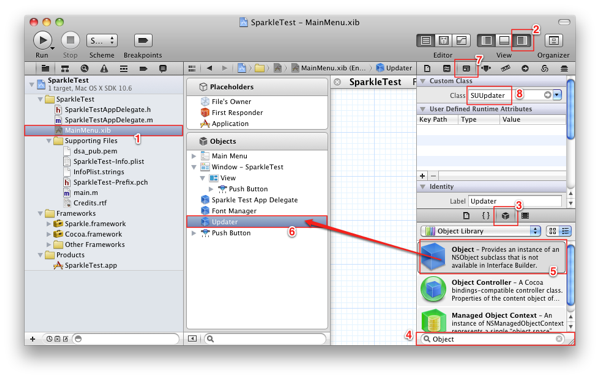 SparkleTest – MainMenu.xib
Run
Stop
S...
Scheme
Breakpoints
Editor
View
Organizer
2
7
SparkleTest
1 target, Mac OS X SDK 10.6
SparkleTest
SparkleTestAppDelegate.h
SparkleTestAppDelegate.m
MainMenu.xib
1
Supporting Files
dsa_pub.pem
SparkleTest-Info.plist
InfoPlist.strings
SparkleTest-Prefix.pch
main.m
Credits.rtf
Frameworks
Sparkle.framework
Cocoa.framework
Other Frameworks
Products
SparkleTest.app
MainMenu.xib (En...
Updater
Placeholders
File's Owner
First Responder
Application
Objects
Main Menu
Window – SparkleTest
View
Push Button
Sparkle Test App Delegate
Font Manager
Updater
6
Push Button
SparkleTest
Custom Class
Class
SUUpdater
8
User Defined Runtime Attributes
Key Path
Type
Value
Identity
Label
Updater
3
Object Library
Object – Provides an instance of an
NSObject subclass that is
not available in Interface Builder.
5
Object Controller – A Cocoa
bindings-compatible controller class.
Properties of the content object of...
Managed Object Context – An
instance of NSManagedObjectContext
represents a single "object space"
4
Object